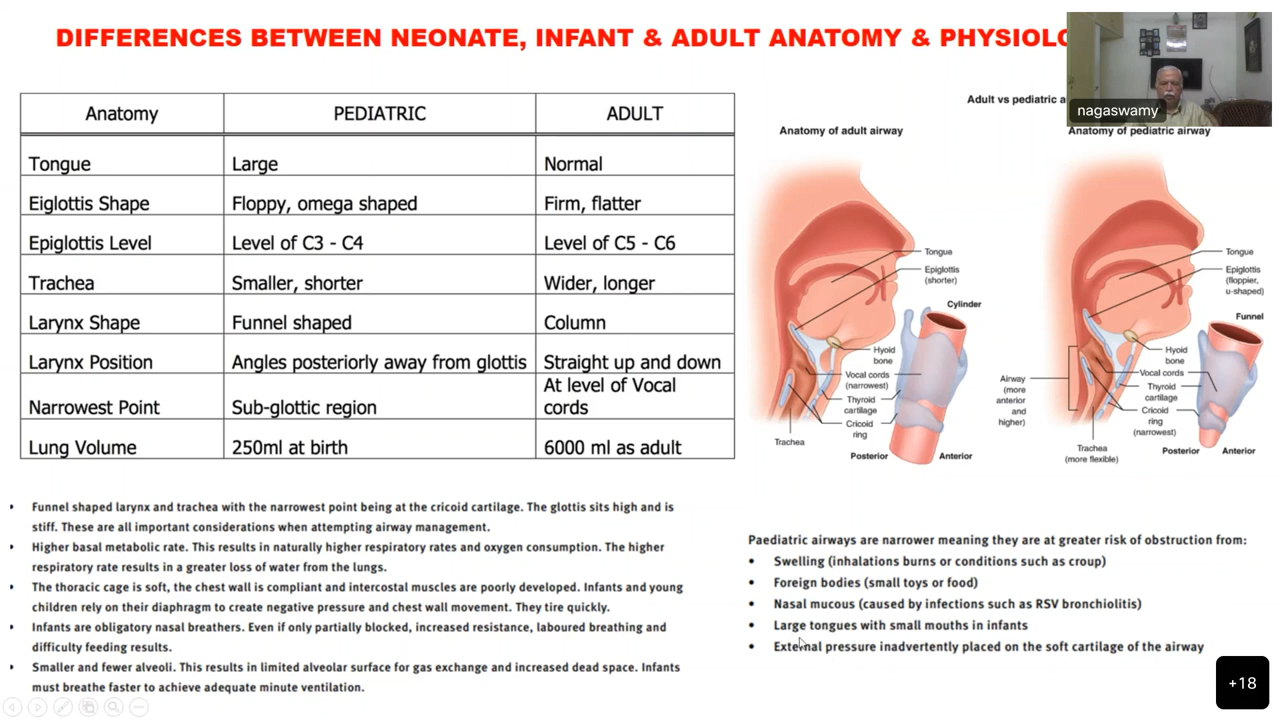 DIFFERENCES BETWEEN NEONATE, INFANT & ADULT ANATOMY & PHYSIOLO
nagaswamy
Anatomy PEDIATRIC ADULT
Tongue Large Normal
Eiglottis Shape Floppy, omega shaped Firm, flatter
Epiglottis Level Level of C3 - C4 Level of C5 - C6
Trachea Smaller, shorter Wider, longer
Larynx Shape Funnel shaped Column
Larynx Position Angles posteriorly away from glottis Straight up and down
Narrowest Point Sub-glottic region At level of Vocal
cords
Lung Volume 250ml at birth 6000 ml as adult
Adult vs pediatric a
Anatomy of adult airway
Tongue
Epiglottis
(shorter)
Cylinder
Hyoid
bone
Vocal cords
(narrowest)
Thyroid
cartilage
Cricoid
ring
Trachea
Posterior Anterior
Anatomy of pediatric airway
Tongue
Epiglottis
(floppier,
u-shaped)
Funnel
Hyoid
bone
Vocal cords
Thyroid
cartilage
Cricoid
ring
(narrowest)
Airway
(more
anterior
and
higher)
Trachea
(more flexible)
Posterior Anterior
Funnel shaped larynx and trachea with the narrowest point being at the cricoid cartilage. The glottis sits high and is
stiff. These are all important considerations when attempting airway management.
Higher basal metabolic rate. This results in naturally higher respiratory rates and oxygen consumption. The higher
respiratory rate results in a greater loss of water from the lungs.
The thoracic cage is soft, the chest wall is compliant and intercostal muscles are poorly developed. Infants and young
children rely on their diaphragm to create negative pressure and chest wall movement. They tire quickly.
Infants are obligatory nasal breathers. Even if only partially blocked, increased resistance, laboured breathing and
difficulty feeding results.
Smaller and fewer alveoli. This results in limited alveolar surface for gas exchange and increased dead space. Infants
must breathe faster to achieve adequate minute ventilation.
Paediatric airways are narrower meaning they are at greater risk of obstruction from:
• Swelling (inhalations burns or conditions such as croup)
• Foreign bodies (small toys or food)
• Nasal mucous (caused by infections such as RSV bronchiolitis)
• Large tongues with small mouths in infants
• External pressure inadvertently placed on the soft cartilage of the airway
+18